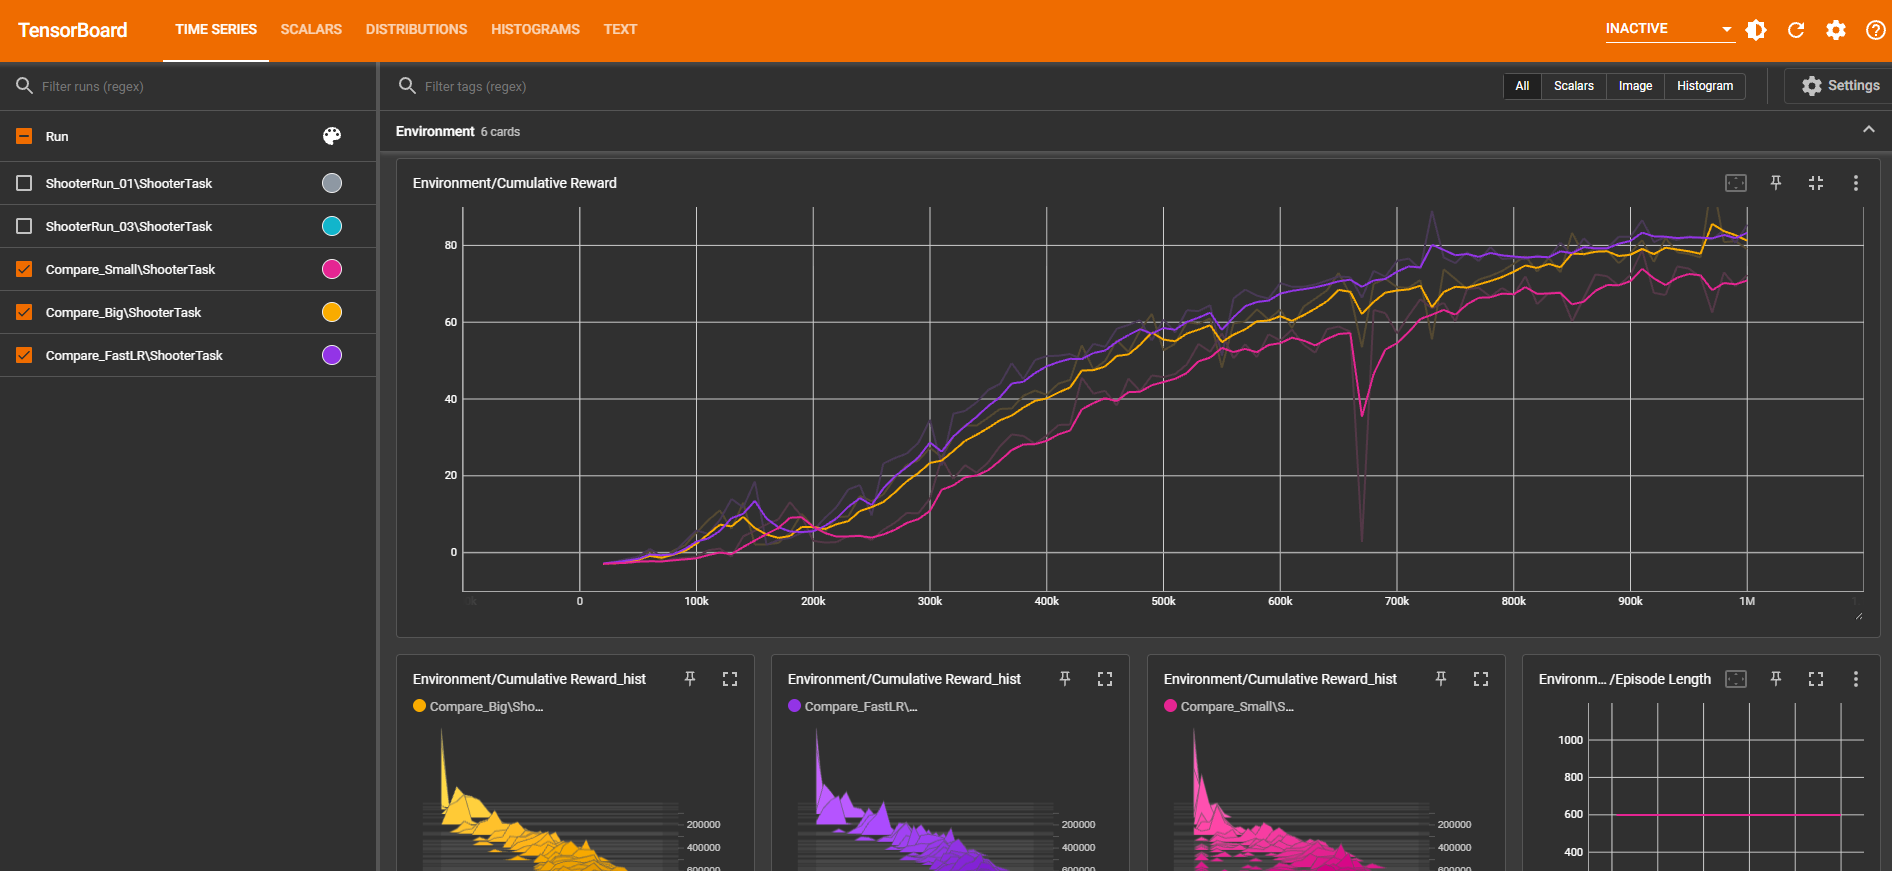 TensorBoard TIME SERIES SCALARS DISTRIBUTIONS HISTOGRAMS TEXT INACTIVE
Filter runs (regex)
Run
ShooterRun_01\ShooterTask
ShooterRun_03\ShooterTask
Compare_Small\ShooterTask
Compare_Big\ShooterTask
Compare_FastLR\ShooterTask
Filter tags (regex) All Scalars Image Histogram Settings
Environment 6 cards
Environment/Cumulative Reward
80
60
40
20
0
0 100k 200k 300k 400k 500k 600k 700k 800k 900k 1M
Environment/Cumulative Reward_hist
Compare_Big\Sho...
200000
400000
600000
Environment/Cumulative Reward_hist
Compare_FastLR\...
200000
400000
600000
Environment/Cumulative Reward_hist
Compare_Small\S...
200000
400000
600000
Environm... /Episode Length
1000
800
600
400